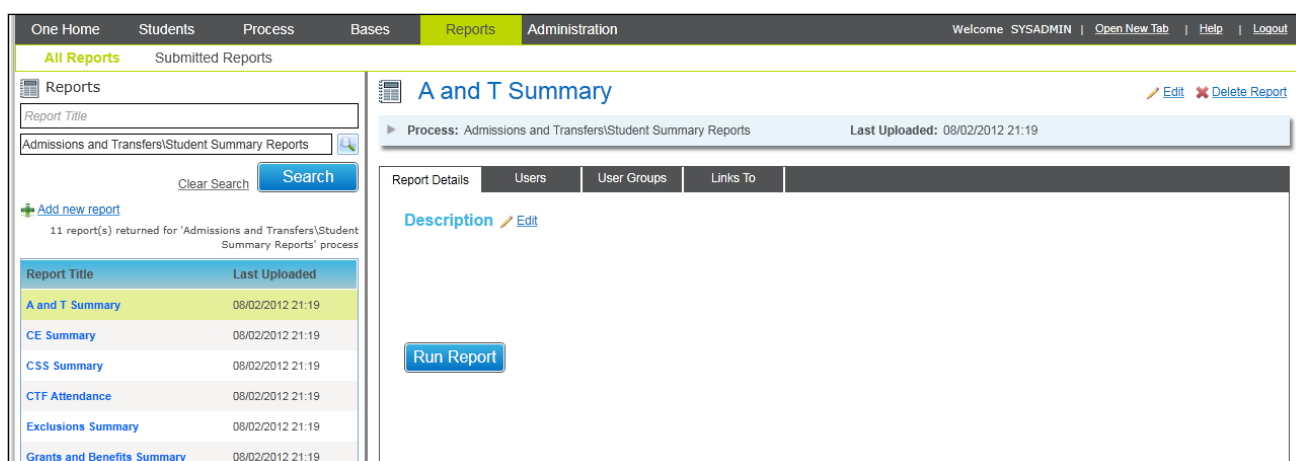 One Home Students Process Bases Reports Administration Welcome SYSADMIN | Open New Tab | Help | Logout
All Reports Submitted Reports
Reports
Report Title
Admissions and Transfers\Student Summary Reports
Clear Search Search
Add new report
11 report(s) returned for 'Admissions and Transfers\Student
Summary Reports' process
Report Title Last Uploaded
A and T Summary 08/02/2012 21:19
CE Summary 08/02/2012 21:19
CSS Summary 08/02/2012 21:19
CTF Attendance 08/02/2012 21:19
Exclusions Summary 08/02/2012 21:19
Grants and Benefits Summary 08/02/2012 21:19
A and T Summary Edit Delete Report
Process: Admissions and Transfers\Student Summary Reports Last Uploaded: 08/02/2012 21:19
Report Details Users User Groups Links To
Description Edit
Run Report